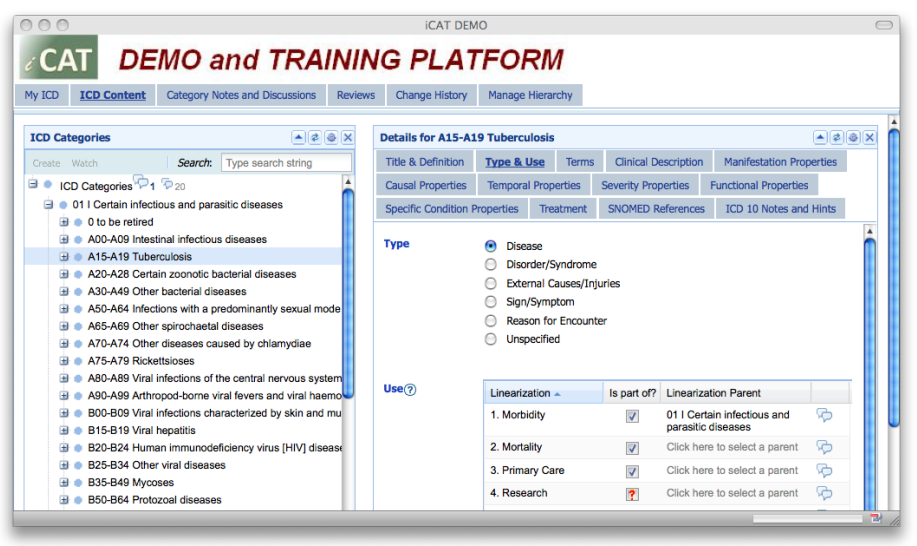 iCAT DEMO
iCAT DEMO and TRAINING PLATFORM
My ICD ICD Content Category Notes and Discussions Reviews Change History Manage Hierarchy
ICD Categories
Create Watch Search: Type search string
ICD Categories 1 20
01 I Certain infectious and parasitic diseases
0 to be retired
A00-A09 Intestinal infectious diseases
A15-A19 Tuberculosis
A20-A28 Certain zoonotic bacterial diseases
A30-A49 Other bacterial diseases
A50-A64 Infections with a predominantly sexual mode
A65-A69 Other spirochaetal diseases
A70-A74 Other diseases caused by chlamydiae
A75-A79 Rickettsioses
A80-A89 Viral infections of the central nervous system
A90-A99 Arthropod-borne viral fevers and viral haemo
B00-B09 Viral infections characterized by skin and mu
B15-B19 Viral hepatitis
B20-B24 Human immunodeficiency virus [HIV] disease
B25-B34 Other viral diseases
B35-B49 Mycoses
B50-B64 Protozoal diseases
Details for A15-A19 Tuberculosis
Title & Definition Type & Use Terms Clinical Description Manifestation Properties
Causal Properties Temporal Properties Severity Properties Functional Properties
Specific Condition Properties Treatment SNOMED References ICD 10 Notes and Hints
Type
Disease
Disorder/Syndrome
External Causes/Injuries
Sign/Symptom
Reason for Encounter
Unspecified
Use?
Linearization Is part of? Linearization Parent
1. Morbidity 01 I Certain infectious and
parasitic diseases
2. Mortality Click here to select a parent
3. Primary Care Click here to select a parent
4. Research ? Click here to select a parent